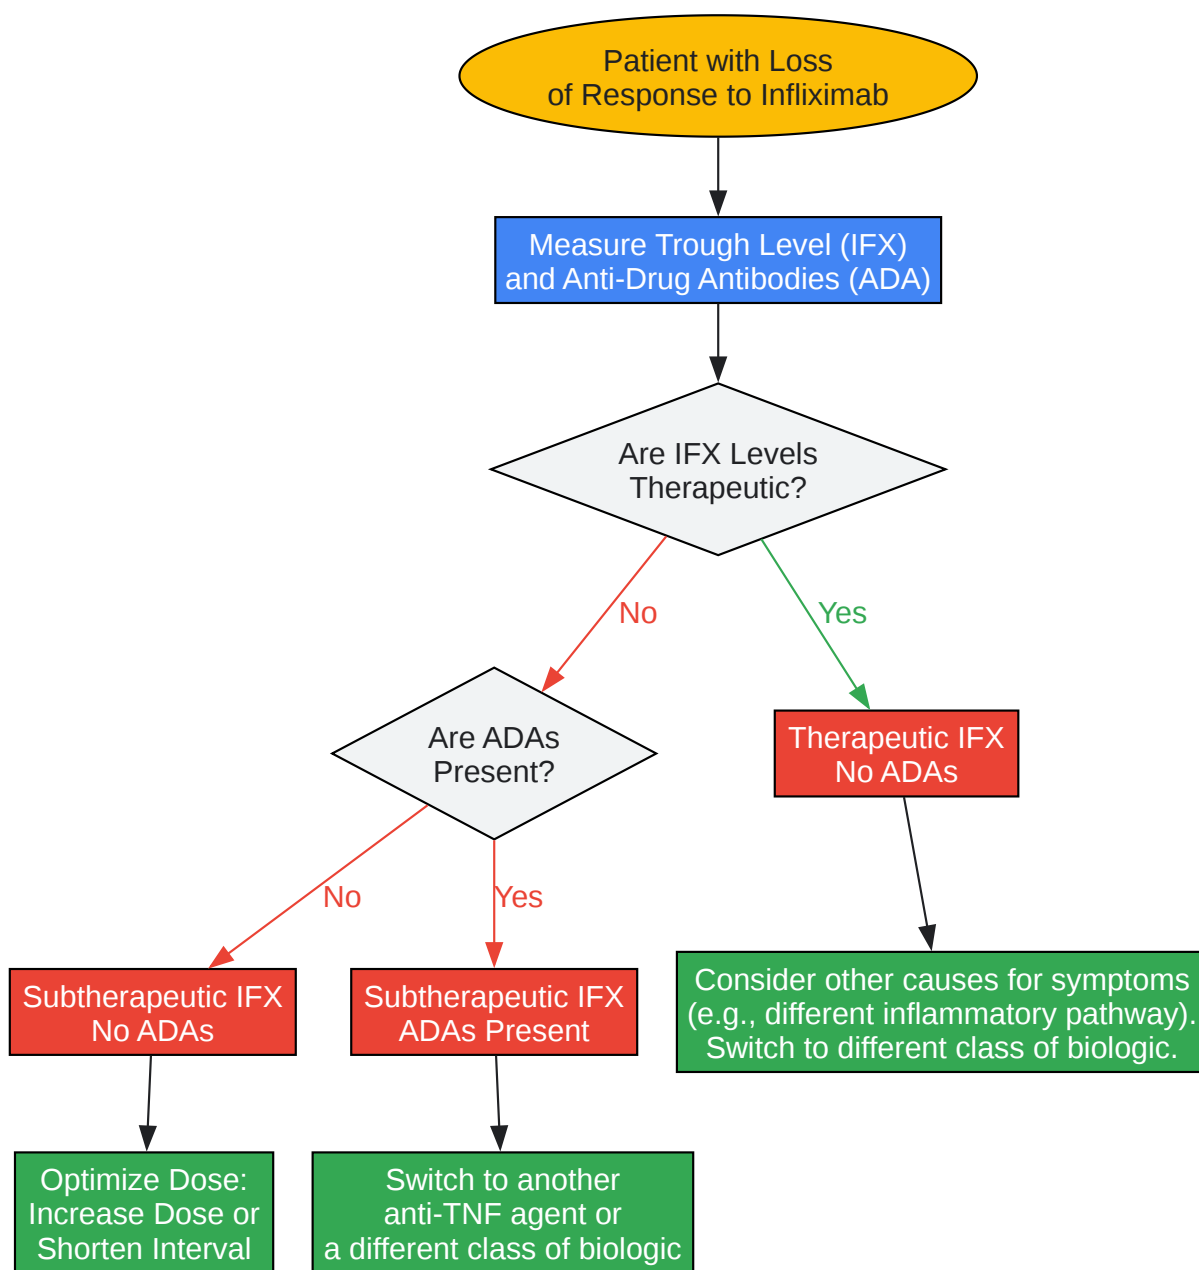 Patient with Loss
of Response to Infliximab
Measure Trough Level (IFX)
and Anti-Drug Antibodies (ADA)
Are IFX Levels
Therapeutic?
No
Yes
Are ADAs
Present?
Therapeutic IFX
No ADAs
No
Yes
Subtherapeutic IFX
No ADAs
Subtherapeutic IFX
ADAs Present
Consider other causes for symptoms
(e.g., different inflammatory pathway).
Switch to different class of biologic.
Optimize Dose:
Increase Dose or
Shorten Interval
Switch to another
anti-TNF agent or
a different class of biologic